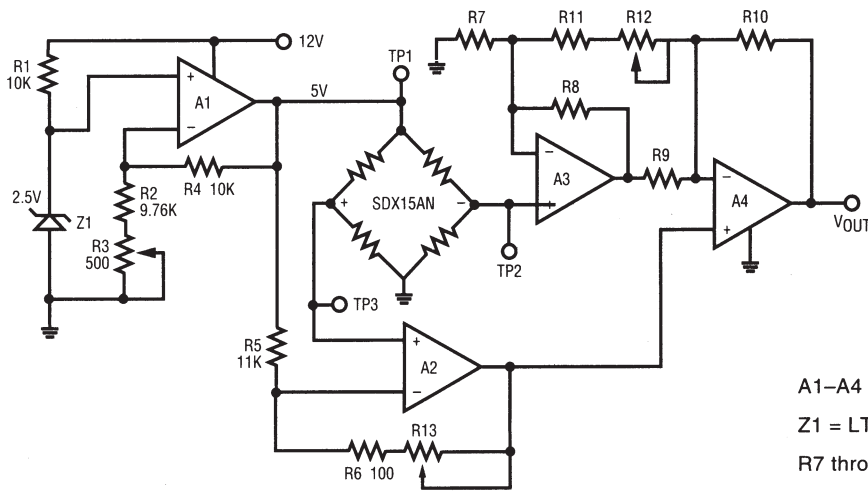 R7
R11
R12
R10
12V
TP1
R1
10K
+
A1
−
5V
R8
R4 10K
2.5V
Z1
R2
9.76K
R3
500
+
SDX15AN
−
−
A3
+
R9
−
A4
+
VOUT
TP2
TP3
R5
11K
+
A2
−
R13
R6 100
A1–A4
Z1 = LT
R7 thro